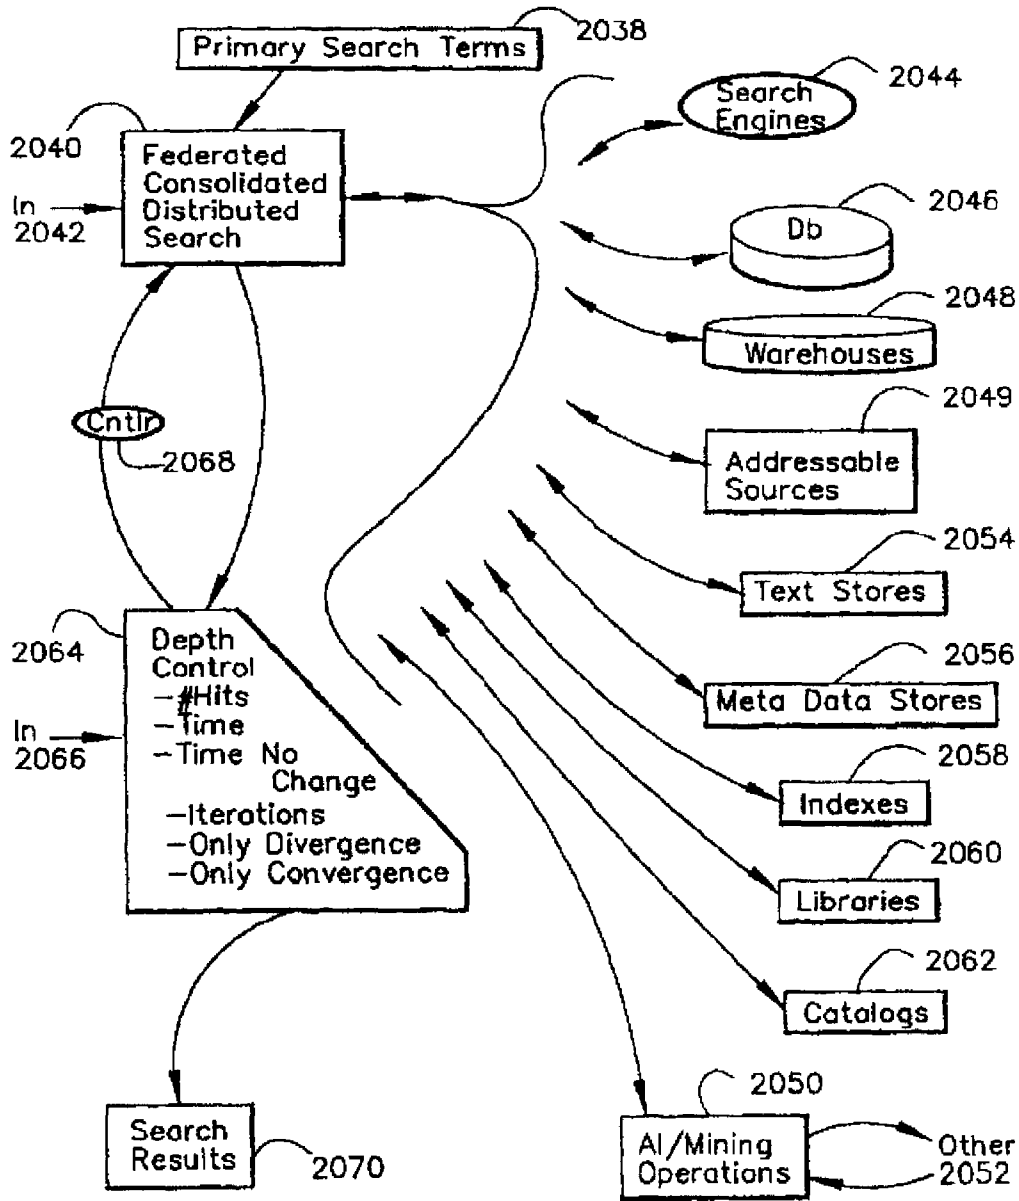 Primary Search Terms
2038
2040
Federated
Consolidated
Distributed
Search
In
2042
Search
Engines
2044
Db
2046
Warehouses
2048
Addressable
Sources
2049
Text Stores
2054
Meta Data Stores
2056
Indexes
2058
Libraries
2060
Catalogs
2062
Cntlr
2068
2064
Depth
Control
-#Hits
-Time
-Time No
Change
-Iterations
-Only Divergence
-Only Convergence
In
2066
Search
Results
2070
AI/Mining
Operations
2050
Other
2052